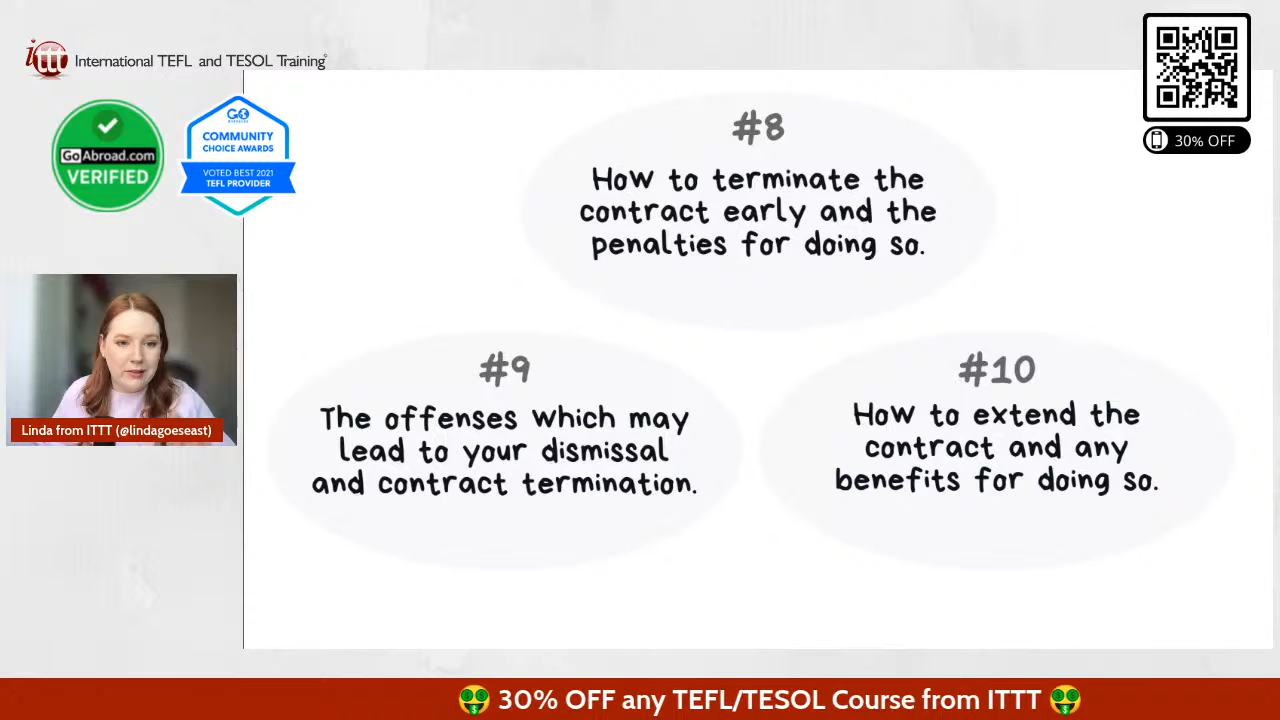 ittt International TEFL and TESOL Training
GoAbroad.com
VERIFIED
GO
COMMUNITY
CHOICE AWARDS
VOTED BEST 2021
TEFL PROVIDER
30% OFF
#8
How to terminate the
contract early and the
penalties for doing so.
#9
The offenses which may
lead to your dismissal
and contract termination.
#10
How to extend the
contract and any
benefits for doing so.
Linda from ITTT (@lindagoeseast)
30% OFF any TEFL/TESOL Course from ITTT